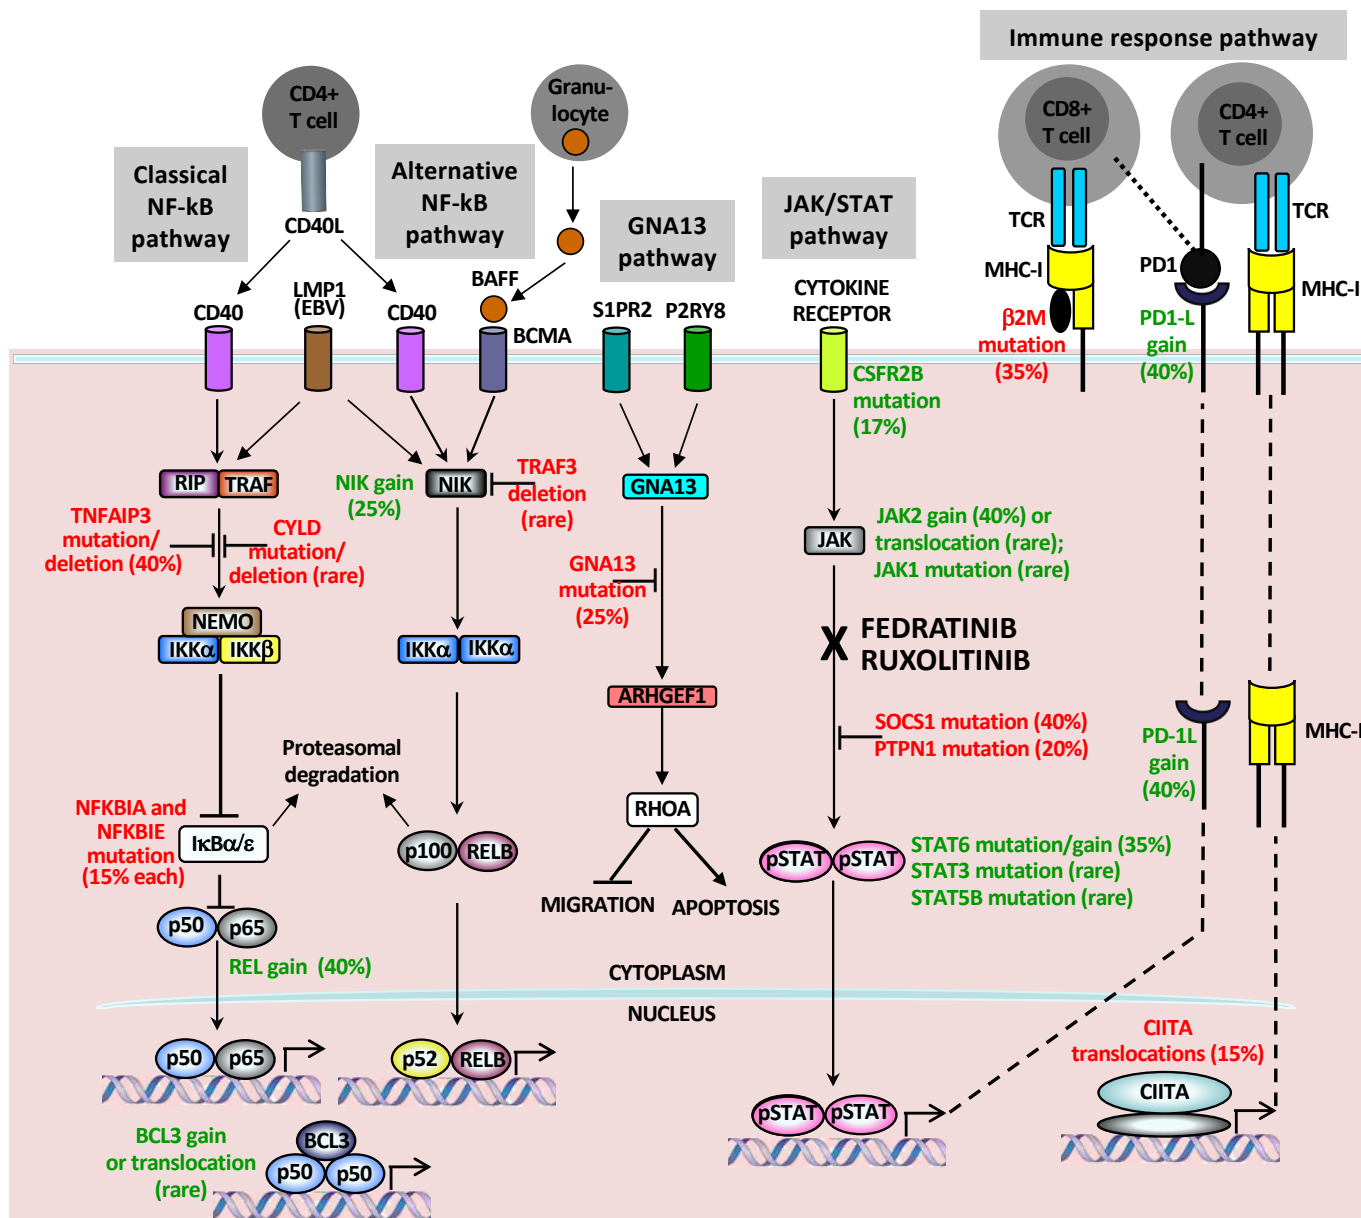 Immune response pathway
CD4+
T cell
Granu-
locyte
CD8+
T cell
CD4+
T cell
Classical
NF-kB
pathway
Alternative
NF-kB
pathway
GNA13
pathway
JAK/STAT
pathway
CD40L
TCR
TCR
MHC-I
PD1
MHC-I
BAFF
LMP1
(EBV)
CD40
CD40
BCMA
S1PR2
P2RY8
CYTOKINE
RECEPTOR
β2M
mutation
(35%)
PD1-L
gain
(40%)
CSFR2B
mutation
(17%)
RIP
TRAF
NIK gain
(25%)
NIK
TRAF3
deletion
(rare)
GNA13
TNFAIP3
mutation/
deletion (40%)
CYLD
mutation/
deletion (rare)
JAK
JAK2 gain (40%) or
translocation (rare);
JAK1 mutation (rare)
GNA13
mutation
(25%)
NEMO
IKKα
IKKβ
IKKα
IKKα
X
FEDRATINIB
RUXOLITINIB
ARHGEF1
SOCS1 mutation (40%)
PTPN1 mutation (20%)
PD-1L
gain
(40%)
MHC-I
Proteasomal
degradation
NFKBIA and
NFKBIE
mutation
(15% each)
IκBα/ε
p100
RELB
RHOA
pSTAT
pSTAT
STAT6 mutation/gain (35%)
STAT3 mutation (rare)
STAT5B mutation (rare)
MIGRATION
APOPTOSIS
p50
p65
REL gain (40%)
CYTOPLASM
NUCLEUS
p50
p65
p52
RELB
CIITA
translocations (15%)
CIITA
pSTAT
pSTAT
BCL3 gain
or translocation
(rare)
BCL3
p50
p50